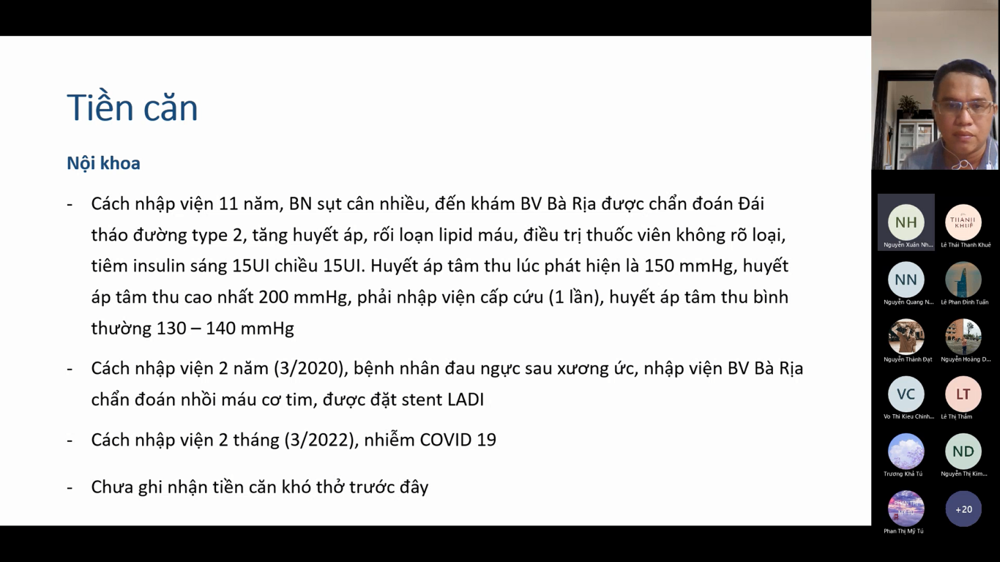 Tiền căn
Nội khoa
- Cách nhập viện 11 năm, BN sụt cân nhiều, đến khám BV Bà Rịa được chẩn đoán Đái
tháo đường type 2, tăng huyết áp, rối loạn lipid máu, điều trị thuốc viên không rõ loại,
tiêm insulin sáng 15UI chiều 15UI. Huyết áp tâm thu lúc phát hiện là 150 mmHg, huyết
áp tâm thu cao nhất 200 mmHg, phải nhập viện cấp cứu (1 lần), huyết áp tâm thu bình
thường 130 – 140 mmHg
- Cách nhập viện 2 năm (3/2020), bệnh nhân đau ngực sau xương ức, nhập viện BV Bà Rịa
chẩn đoán nhồi máu cơ tim, được đặt stent LADI
- Cách nhập viện 2 tháng (3/2022), nhiễm COVID 19
- Chưa ghi nhận tiền căn khó thở trước đây
NH
THANH
KHUÊ
Nguyễn Xuân Nh...
Lê Thái Thanh Khuê
NN
Nguyễn Quang N...
Lê Phan Đình Tuấn
Nguyễn Thành Đạt
Nguyễn Hoàng D...
VC
LT
Vo Thi Kieu Chinh...
Lê Thị Thắm
ND
Trương Khả Tú
Nguyễn Thị Kim...
PHAN THỊ
MỸ TÚ
+20
Phan Thị Mỹ Tú